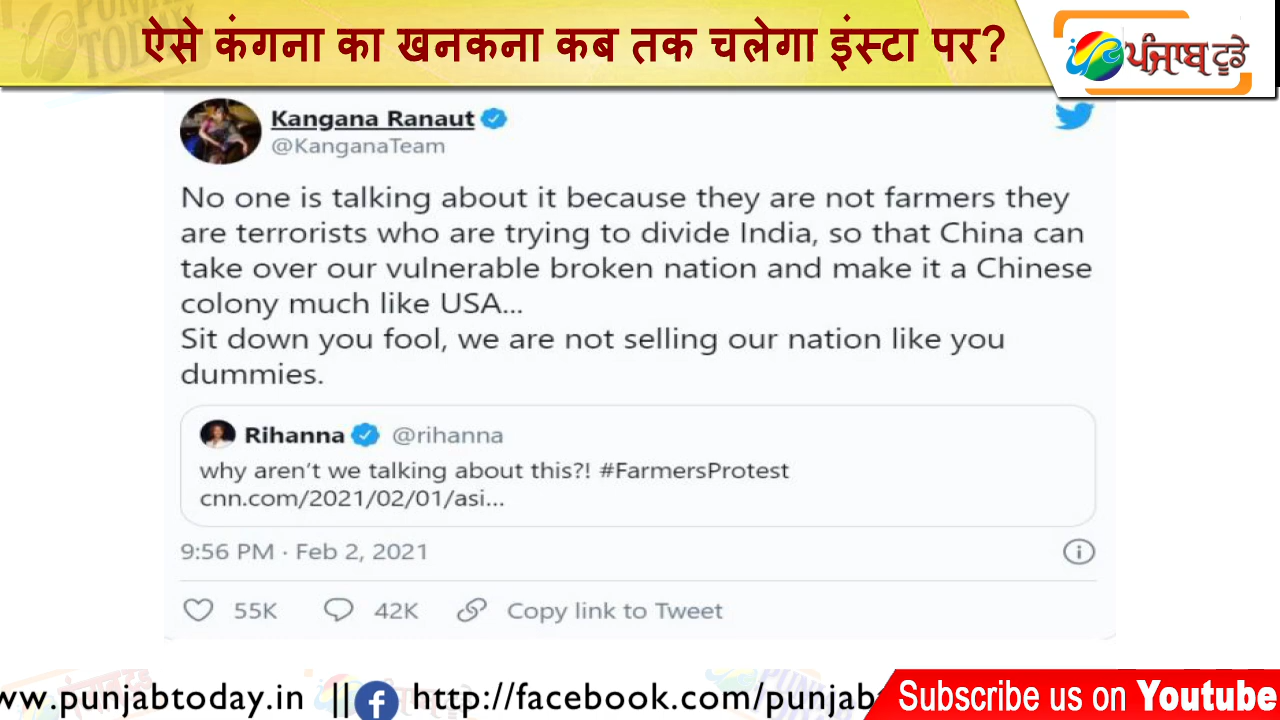 ऐसे कंगना का खनकना कब तक चलेगा इंस्टा पर?
ਪੰਜਾਬ ਟੂਡੇ
Kangana Ranaut
@KanganaTeam
No one is talking about it because they are not farmers they
are terrorists who are trying to divide India, so that China can
take over our vulnerable broken nation and make it a Chinese
colony much like USA...
Sit down you fool, we are not selling our nation like you
dummies.
Rihanna @rihanna
why aren't we talking about this?! #FarmersProtest
cnn.com/2021/02/01/asi...
9:56 PM · Feb 2, 2021
55K 42K Copy link to Tweet
ww.punjabtoday.in || http://facebook.com/punjab
Subscribe us on Youtube